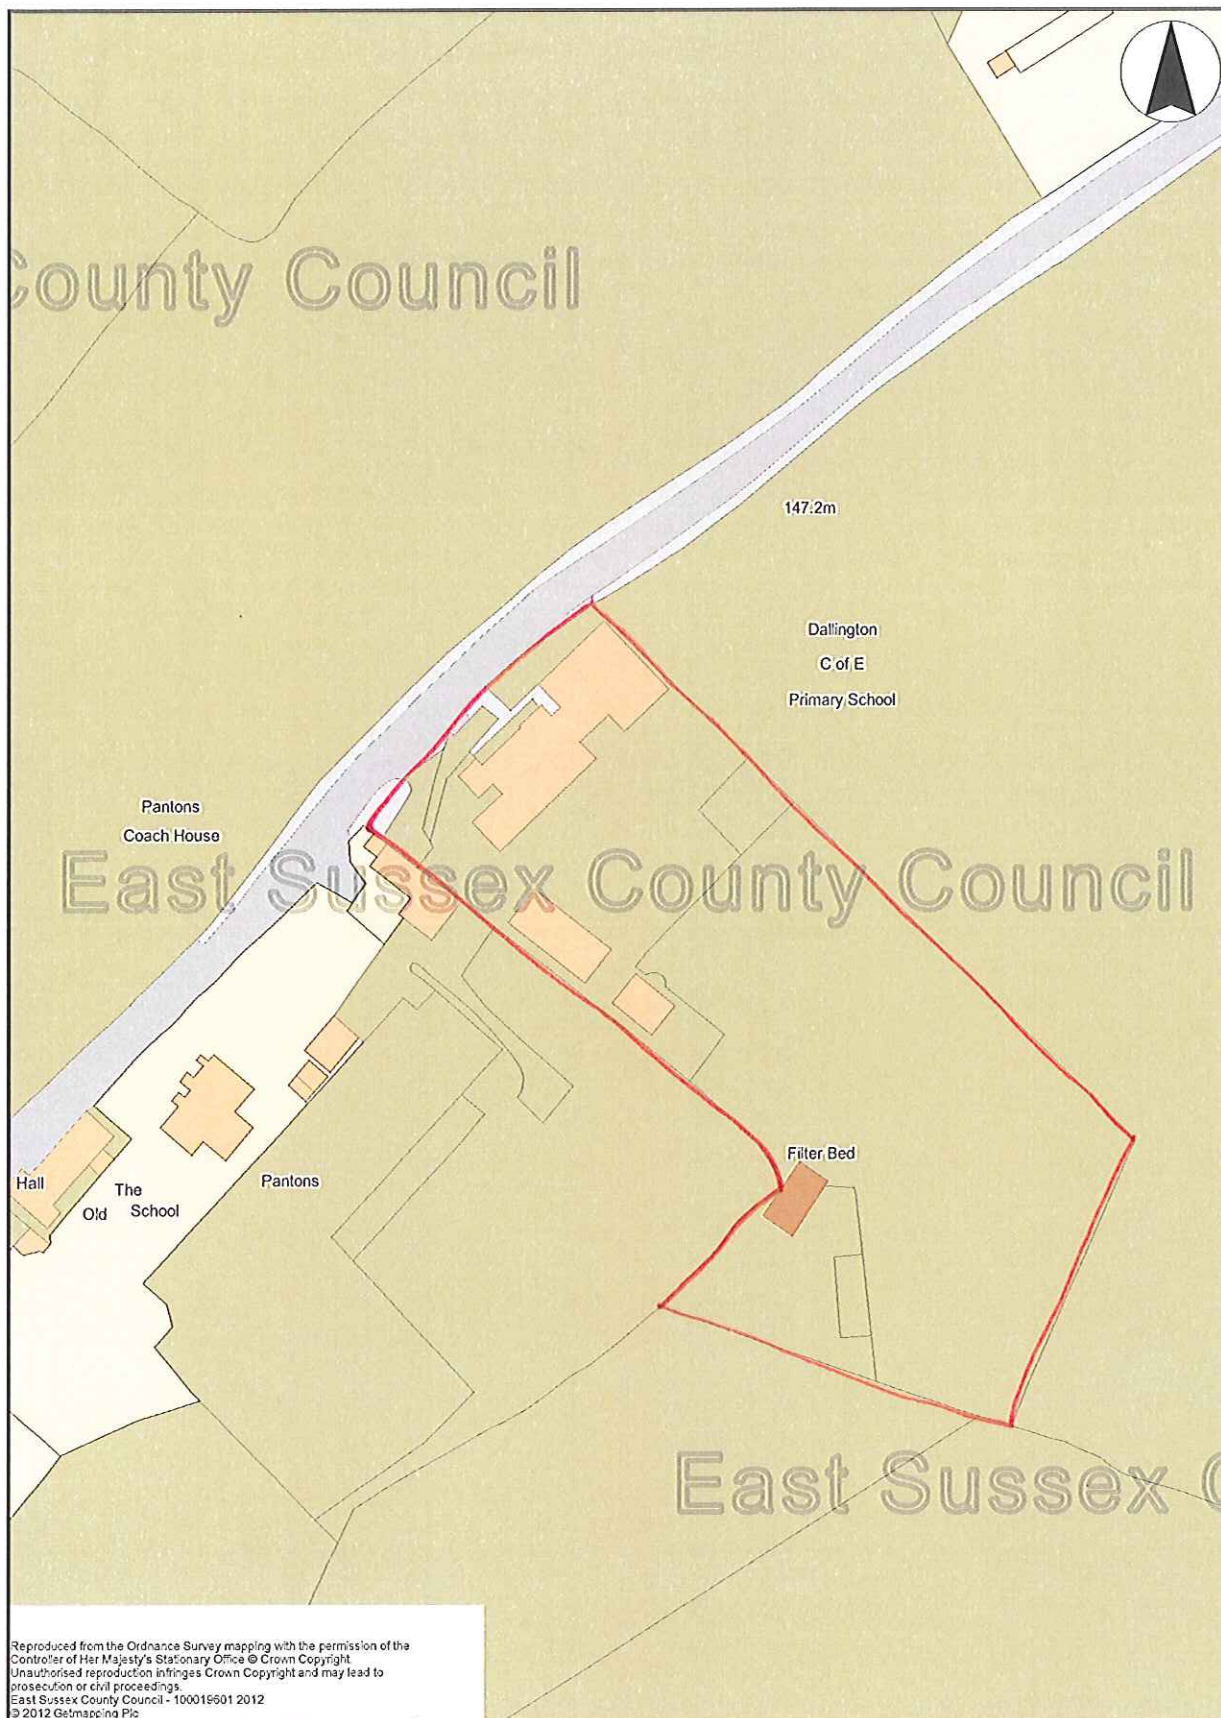 County Council
147.2m
Dallington
C of E
Primary School
Pantons
Coach House
East Sussex County Council
Filter Bed
Hall
The
Old School
Pantons
East Sussex C
Reproduced from the Ordnance Survey mapping with the permission of the
Controller of Her Majesty's Stationary Office © Crown Copyright
Unauthorised reproduction infringes Crown Copyright and may lead to
prosecution or civil proceedings.
East Sussex County Council - 100019601 2012
© 2012 Getmapping Plc